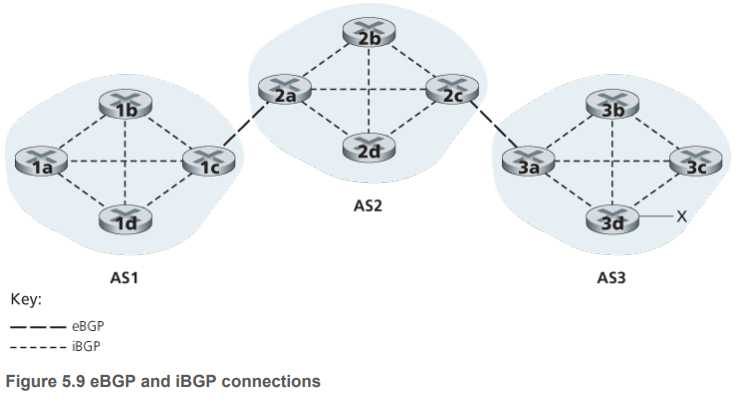 2b
2a
2c
2d
1b
1a
1c
1d
3b
3a
3c
3d
X
AS2
AS1
AS3
Key:
eBGP
iBGP
Figure 5.9 eBGP and iBGP connections